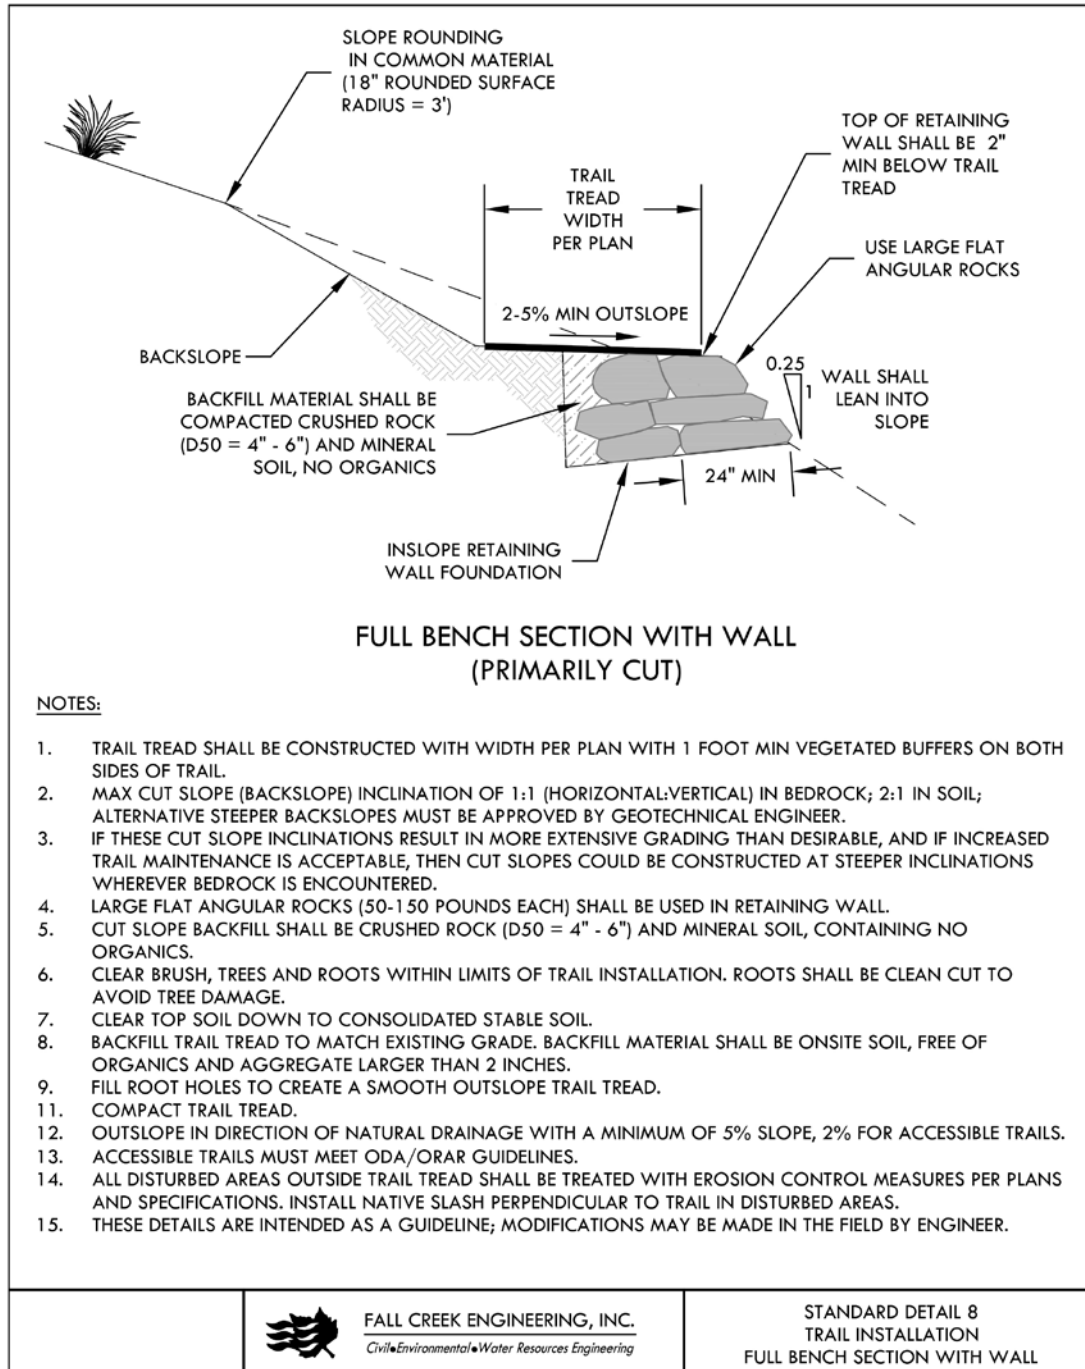 SLOPE ROUNDING
IN COMMON MATERIAL
(18" ROUNDED SURFACE
RADIUS = 3')
TOP OF RETAINING
WALL SHALL BE 2"
MIN BELOW TRAIL
TREAD
TRAIL
TREAD
WIDTH
PER PLAN
USE LARGE FLAT
ANGULAR ROCKS
2-5% MIN OUTSLOPE
BACKSLOPE
0.25
1
WALL SHALL
LEAN INTO
SLOPE
BACKFILL MATERIAL SHALL BE
COMPACTED CRUSHED ROCK
(D50 = 4" - 6") AND MINERAL
SOIL, NO ORGANICS
24" MIN
INSLOPE RETAINING
WALL FOUNDATION
FULL BENCH SECTION WITH WALL
(PRIMARILY CUT)
NOTES:
1. TRAIL TREAD SHALL BE CONSTRUCTED WITH WIDTH PER PLAN WITH 1 FOOT MIN VEGETATED BUFFERS ON BOTH
SIDES OF TRAIL.
2. MAX CUT SLOPE (BACKSLOPE) INCLINATION OF 1:1 (HORIZONTAL:VERTICAL) IN BEDROCK; 2:1 IN SOIL;
ALTERNATIVE STEEPER BACKSLOPES MUST BE APPROVED BY GEOTECHNICAL ENGINEER.
3. IF THESE CUT SLOPE INCLINATIONS RESULT IN MORE EXTENSIVE GRADING THAN DESIRABLE, AND IF INCREASED
TRAIL MAINTENANCE IS ACCEPTABLE, THEN CUT SLOPES COULD BE CONSTRUCTED AT STEEPER INCLINATIONS
WHEREVER BEDROCK IS ENCOUNTERED.
4. LARGE FLAT ANGULAR ROCKS (50-150 POUNDS EACH) SHALL BE USED IN RETAINING WALL.
5. CUT SLOPE BACKFILL SHALL BE CRUSHED ROCK (D50 = 4" - 6") AND MINERAL SOIL, CONTAINING NO
ORGANICS.
6. CLEAR BRUSH, TREES AND ROOTS WITHIN LIMITS OF TRAIL INSTALLATION. ROOTS SHALL BE CLEAN CUT TO
AVOID TREE DAMAGE.
7. CLEAR TOP SOIL DOWN TO CONSOLIDATED STABLE SOIL.
8. BACKFILL TRAIL TREAD TO MATCH EXISTING GRADE. BACKFILL MATERIAL SHALL BE ONSITE SOIL, FREE OF
ORGANICS AND AGGREGATE LARGER THAN 2 INCHES.
9. FILL ROOT HOLES TO CREATE A SMOOTH OUTSLOPE TRAIL TREAD.
11. COMPACT TRAIL TREAD.
12. OUTSLOPE IN DIRECTION OF NATURAL DRAINAGE WITH A MINIMUM OF 5% SLOPE, 2% FOR ACCESSIBLE TRAILS.
13. ACCESSIBLE TRAILS MUST MEET ODA/ORAR GUIDELINES.
14. ALL DISTURBED AREAS OUTSIDE TRAIL TREAD SHALL BE TREATED WITH EROSION CONTROL MEASURES PER PLANS
AND SPECIFICATIONS. INSTALL NATIVE SLASH PERPENDICULAR TO TRAIL IN DISTURBED AREAS.
15. THESE DETAILS ARE INTENDED AS A GUIDELINE; MODIFICATIONS MAY BE MADE IN THE FIELD BY ENGINEER.
FALL CREEK ENGINEERING, INC.
Civil●Environmental●Water Resources Engineering
STANDARD DETAIL 8
TRAIL INSTALLATION
FULL BENCH SECTION WITH WALL